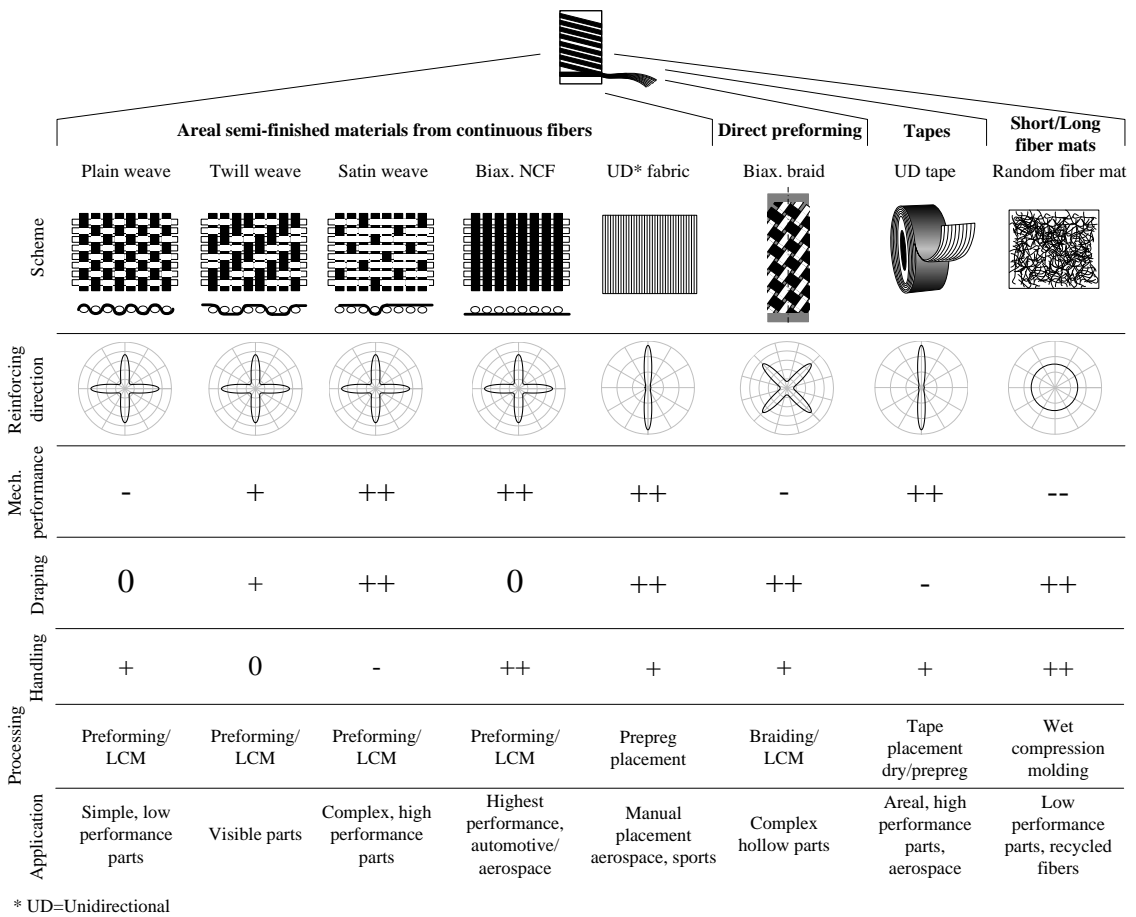 Areal semi-finished materials from continuous fibers
Direct preforming
Tapes
Short/Long
fiber mats
Plain weave
Twill weave
Satin weave
Biax. NCF
UD* fabric
Biax. braid
UD tape
Random fiber mat
Scheme
Reinforcing
direction
Mech.
performance
-
+
++
++
++
-
++
--
Draping
0
+
++
0
++
++
-
++
Handling
+
0
-
++
+
+
+
++
Processing
Preforming/
LCM
Preforming/
LCM
Preforming/
LCM
Preforming/
LCM
Prepreg
placement
Braiding/
LCM
Tape
placement
dry/prepreg
Wet
compression
molding
Application
Simple, low
performance
parts
Visible parts
Complex, high
performance
parts
Highest
performance,
automotive/
aerospace
Manual
placement
aerospace, sports
Complex
hollow parts
Areal, high
performance
parts,
aerospace
Low
performance
parts, recycled
fibers
* UD=Unidirectional